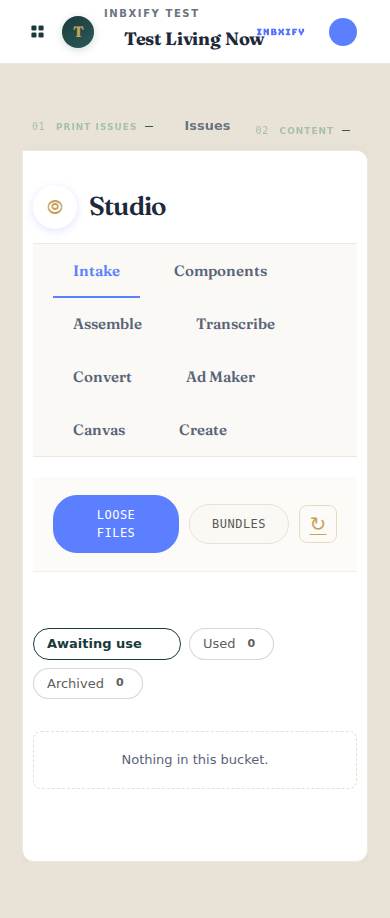 INBXIFY TEST
T
Test Living Now
INBXIFY
01 PRINT ISSUES —
Issues
02 CONTENT —
Studio
Intake
Components
Assemble
Transcribe
Convert
Ad Maker
Canvas
Create
LOOSE
FILES
BUNDLES
↻
Awaiting use
Used 0
Archived 0
Nothing in this bucket.